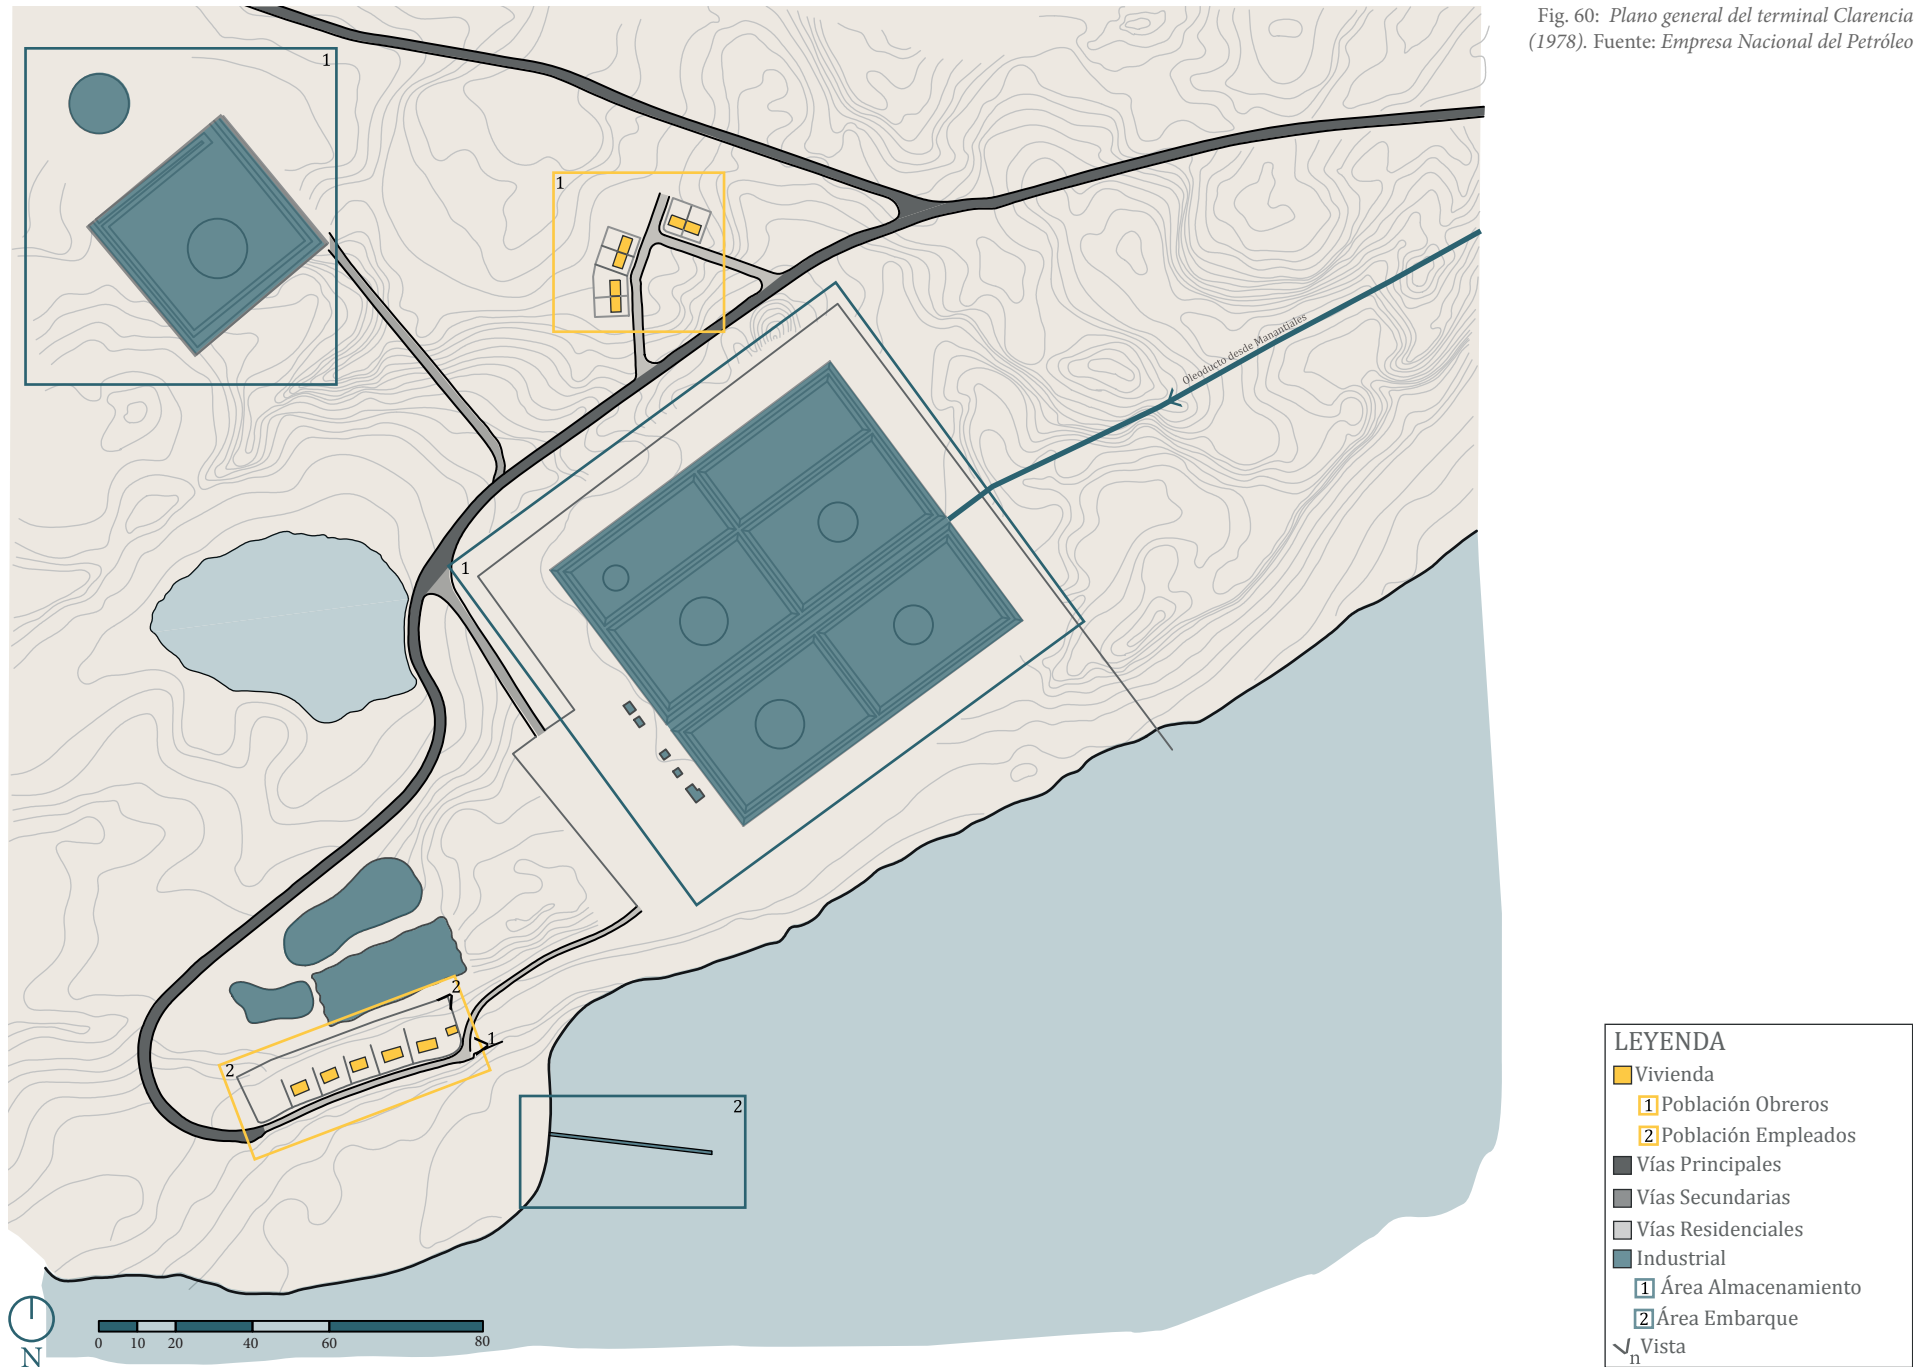 Fig. 60: Plano general del terminal Clarencia
(1978). Fuente: Empresa Nacional del Petróleo
1
1
Oleoducto desde Manantiales
1
2
1
2
2
0 10 20 40 60 80
N
LEYENDA
Vivienda
1 Población Obreros
2 Población Empleados
Vías Principales
Vías Secundarias
Vías Residenciales
Industrial
1 Área Almacenamiento
2 Área Embarque
n Vista